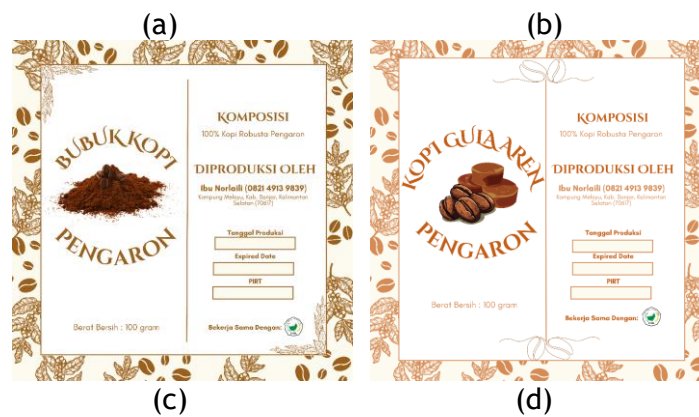 (a)
(b)
BUBUK KOPI
PENGARON
Berat Bersih : 100 gram
KOMPOSISI
100% Kopi Robusta Pengaron
DIPRODUKSI OLEH
Ibu Norlaili (0821 4913 9839)
Kampung Mekayu, Kab. Banjar, Kalimantan
Selatan (70617)
Tanggal Produksi
Expired Date
PIRT
Bekerja Sama Dengan:
KOPI GULA AREN
PENGARON
Berat Bersih : 100 gram
KOMPOSISI
100% Kopi Robusta Pengaron
DIPRODUKSI OLEH
Ibu Norlaili (0821 4913 9839)
Kampung Mekayu, Kab. Banjar, Kalimantan
Selatan (70617)
Tanggal Produksi
Expired Date
PIRT
Bekerja Sama Dengan:
(c)
(d)